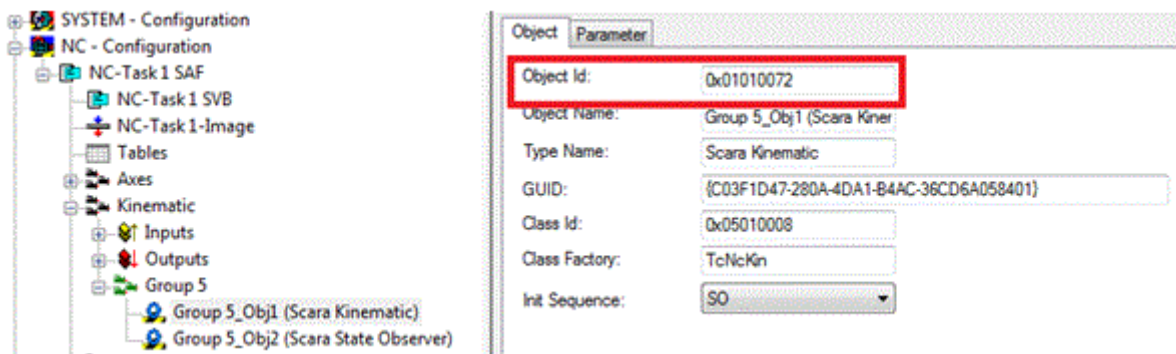 SYSTEM - Configuration
NC - Configuration
NC-Task 1 SAF
NC-Task 1 SVB
NC-Task 1-Image
Tables
Axes
Kinematic
Inputs
Outputs
Group 5
Group 5_Obj1 (Scara Kinematic)
Group 5_Obj2 (Scara State Observer)
Object Parameter
Object Id: 0x01010072
Object Name: Group 5_Obj1 (Scara Kiner
Type Name: Scara Kinematic
GUID: {C03F1D47-280A-4DA1-B4AC-36CD6A058401}
Class Id: 0x05010008
Class Factory: TcNcKin
Init Sequence: SO